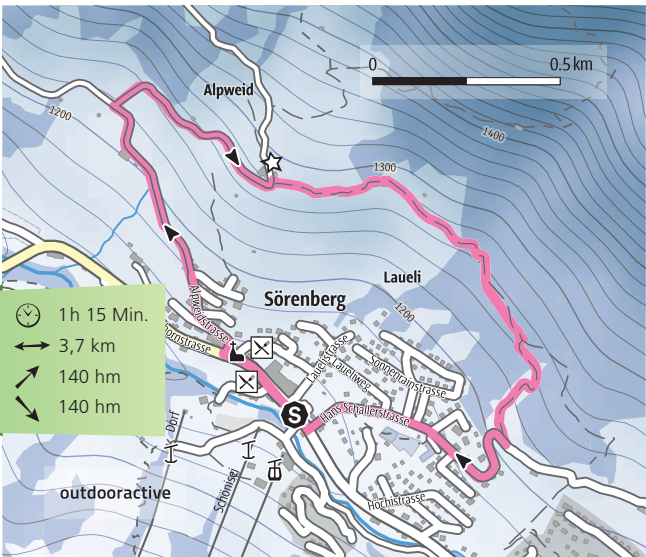 0 0.5 km
Alpweid
1200
1400
1300
Laueli
Sörenberg
1200
Alpweidstrasse
1h 15 Min.
3,7 km
140 hm
140 hm
hornstrasse
Lauelistrasse
Laueliweg
Sonnenrainstrasse
S
Hans Schallerstrasse
Dorf
Schönisei
outdooractive
Hochistrasse